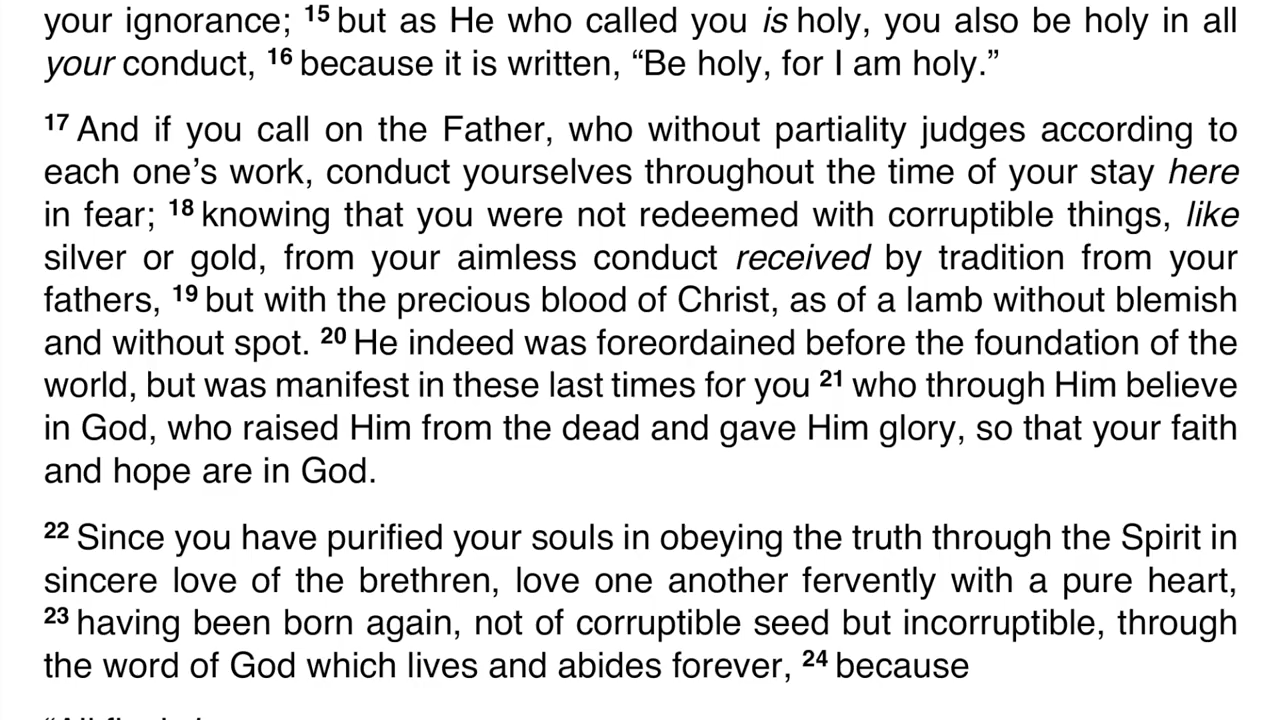 your ignorance; 15 but as He who called you is holy, you also be holy in all
your conduct, 16 because it is written, “Be holy, for I am holy.”
17 And if you call on the Father, who without partiality judges according to
each one’s work, conduct yourselves throughout the time of your stay here
in fear; 18 knowing that you were not redeemed with corruptible things, like
silver or gold, from your aimless conduct received by tradition from your
fathers, 19 but with the precious blood of Christ, as of a lamb without blemish
and without spot. 20 He indeed was foreordained before the foundation of the
world, but was manifest in these last times for you 21 who through Him believe
in God, who raised Him from the dead and gave Him glory, so that your faith
and hope are in God.
22 Since you have purified your souls in obeying the truth through the Spirit in
sincere love of the brethren, love one another fervently with a pure heart,
23 having been born again, not of corruptible seed but incorruptible, through
the word of God which lives and abides forever, 24 because
“All